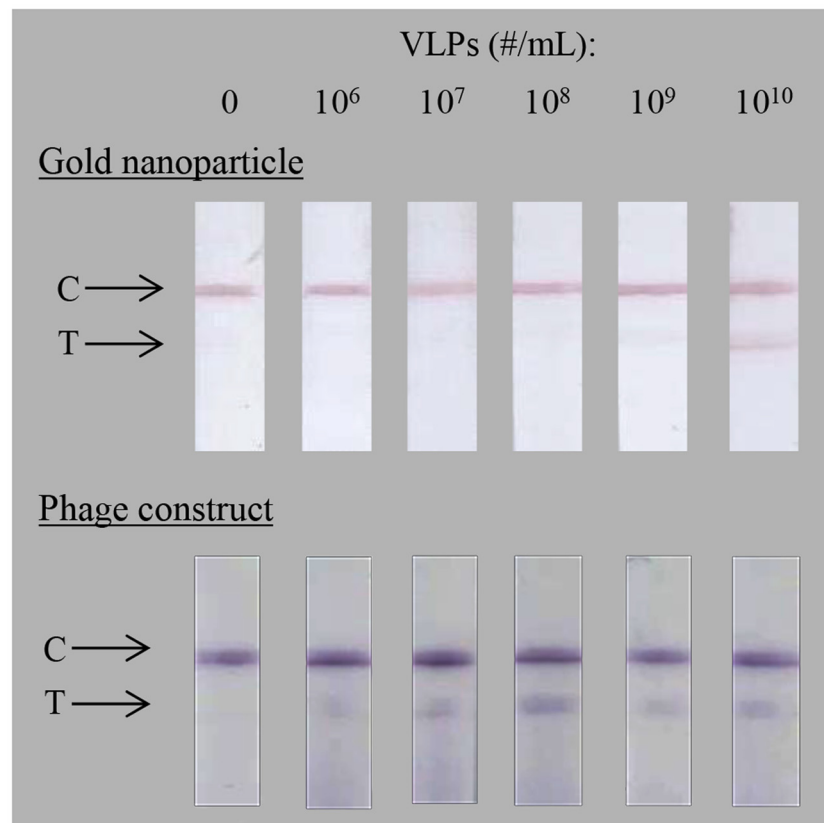 VLPs (#/mL):
0 10⁶ 10⁷ 10⁸ 10⁹ 10¹⁰
Gold nanoparticle
C
T
Phage construct
C
T